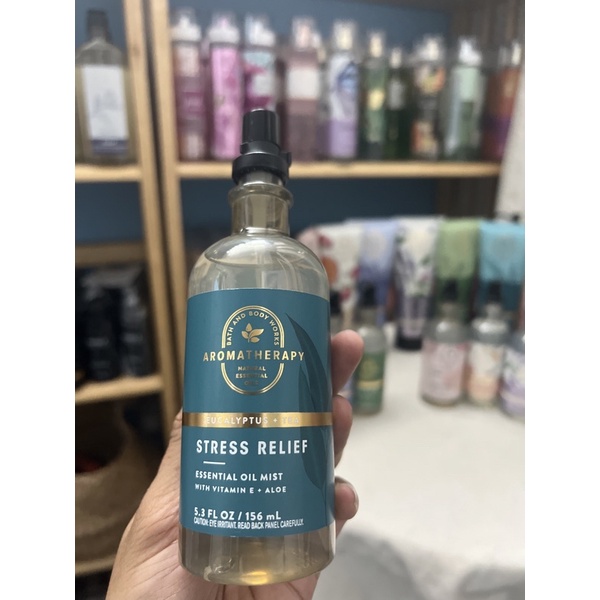 BATH AND BODY WORKS
AROMATHERAPY
NATURAL
ESSENTIAL
EUCALYPTUS +
STRESS RELIEF
ESSENTIAL OIL MIST
WITH VITAMIN E + ALOE
5.3 FL OZ / 156 mL
CAUTION: EYE IRRITANT. READ BACK PANEL CAREFULLY.